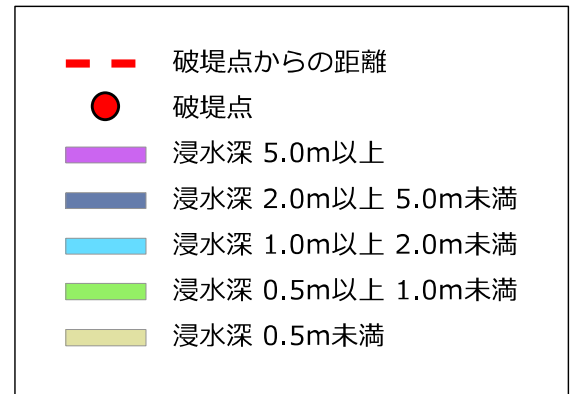 破堤点からの距離
破堤点
浸水深 5.0m以上
浸水深 2.0m以上 5.0m未満
浸水深 1.0m以上 2.0m未満
浸水深 0.5m以上 1.0m未満
浸水深 0.5m未満